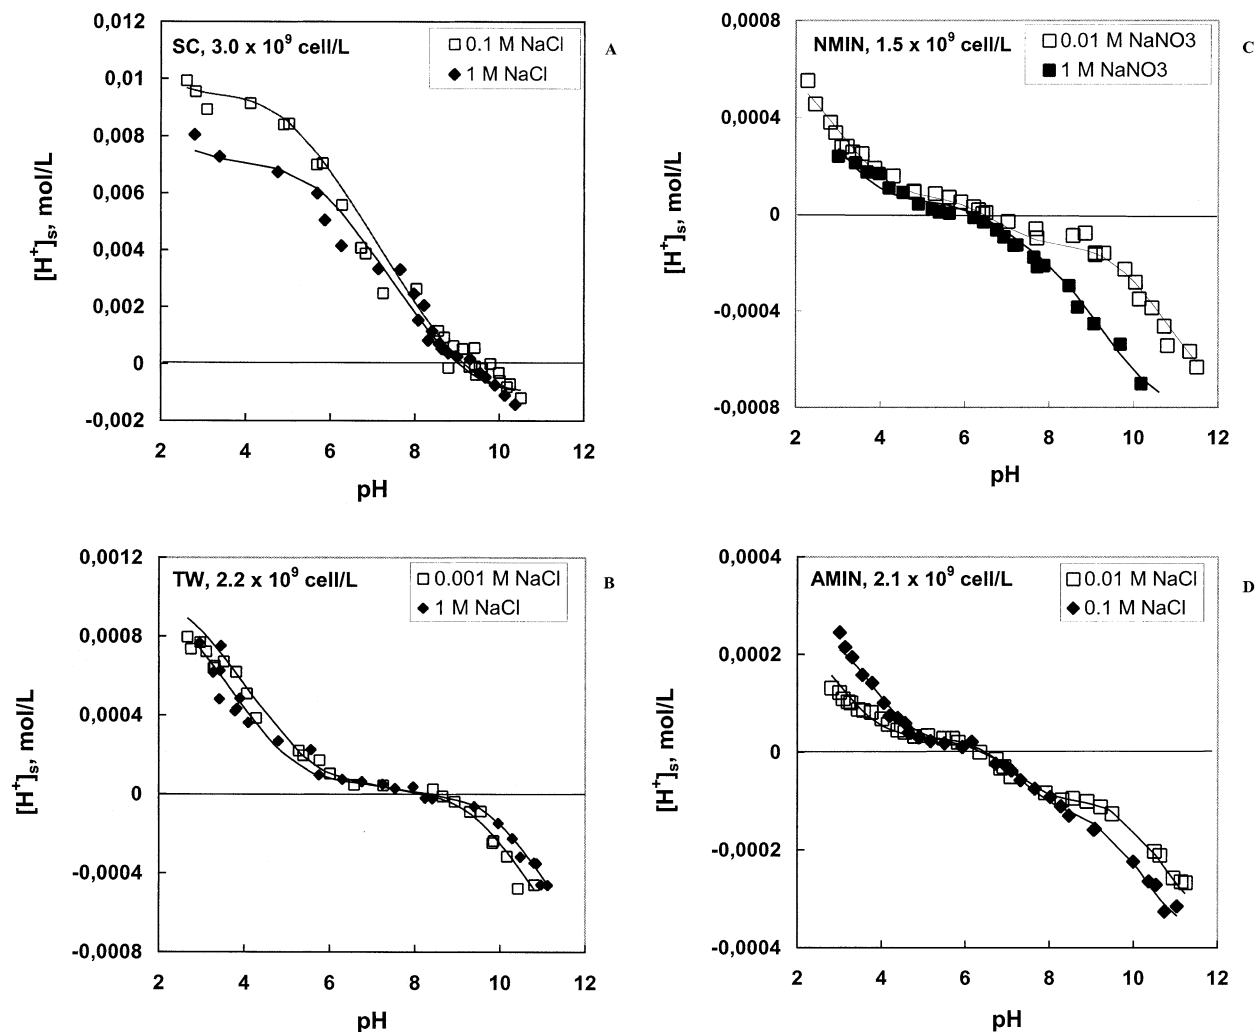 0,012
SC, 3.0 x 10⁹ cell/L
0.1 M NaCl
1 M NaCl
A
0,01
0,008
0,006
0,004
0,002
0
-0,002
[H⁺]ₛ, mol/L
2 4 6 8 10 12
pH
0,0008
NMIN, 1.5 x 10⁹ cell/L
0.01 M NaNO3
1 M NaNO3
C
0,0004
0
-0,0004
-0,0008
[H⁺]ₛ, mol/L
2 4 6 8 10 12
pH
0,0012
TW, 2.2 x 10⁹ cell/L
0.001 M NaCl
1 M NaCl
B
0,0008
0,0004
0
-0,0004
-0,0008
[H⁺]ₛ, mol/L
2 4 6 8 10 12
pH
0,0004
AMIN, 2.1 x 10⁹ cell/L
0.01 M NaCl
0.1 M NaCl
D
0,0002
0
-0,0002
-0,0004
[H⁺]ₛ, mol/L
2 4 6 8 10 12
pH